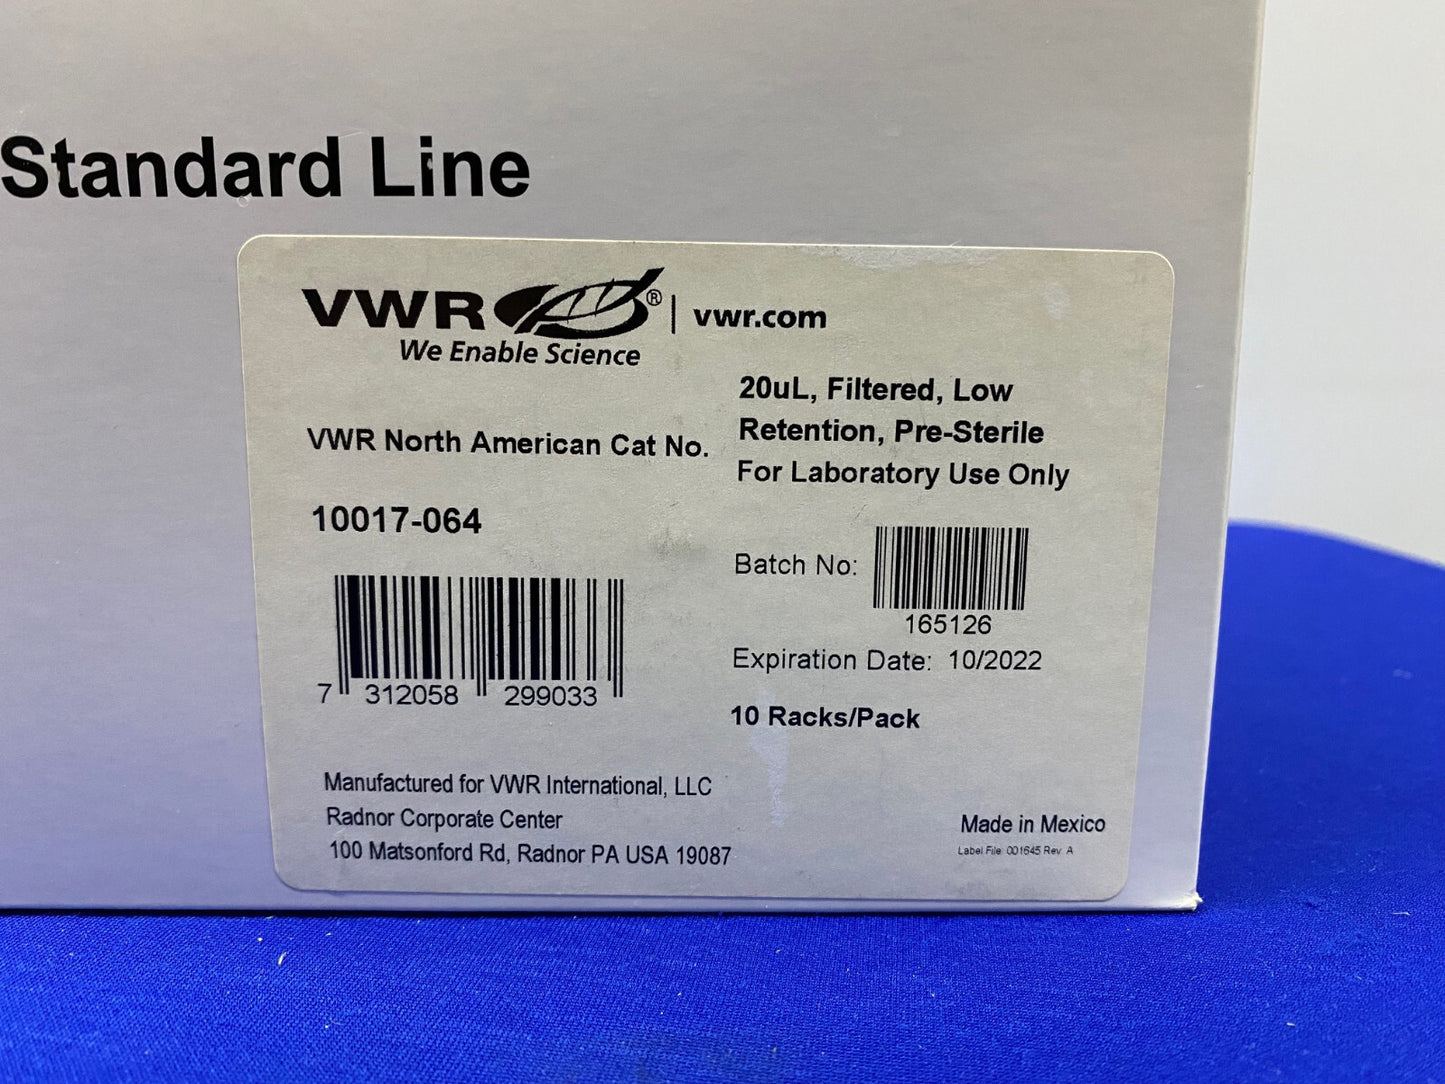 Standard Line
VWR® | vwr.com
We Enable Science
20uL, Filtered, Low
Retention, Pre-Sterile
For Laboratory Use Only
VWR North American Cat No.
10017-064
Batch No:
165126
Expiration Date: 10/2022
7 312058 299033
10 Racks/Pack
Manufactured for VWR International, LLC
Radnor Corporate Center
100 Matsonford Rd, Radnor PA USA 19087
Made in Mexico
Label File 001645 Rev A